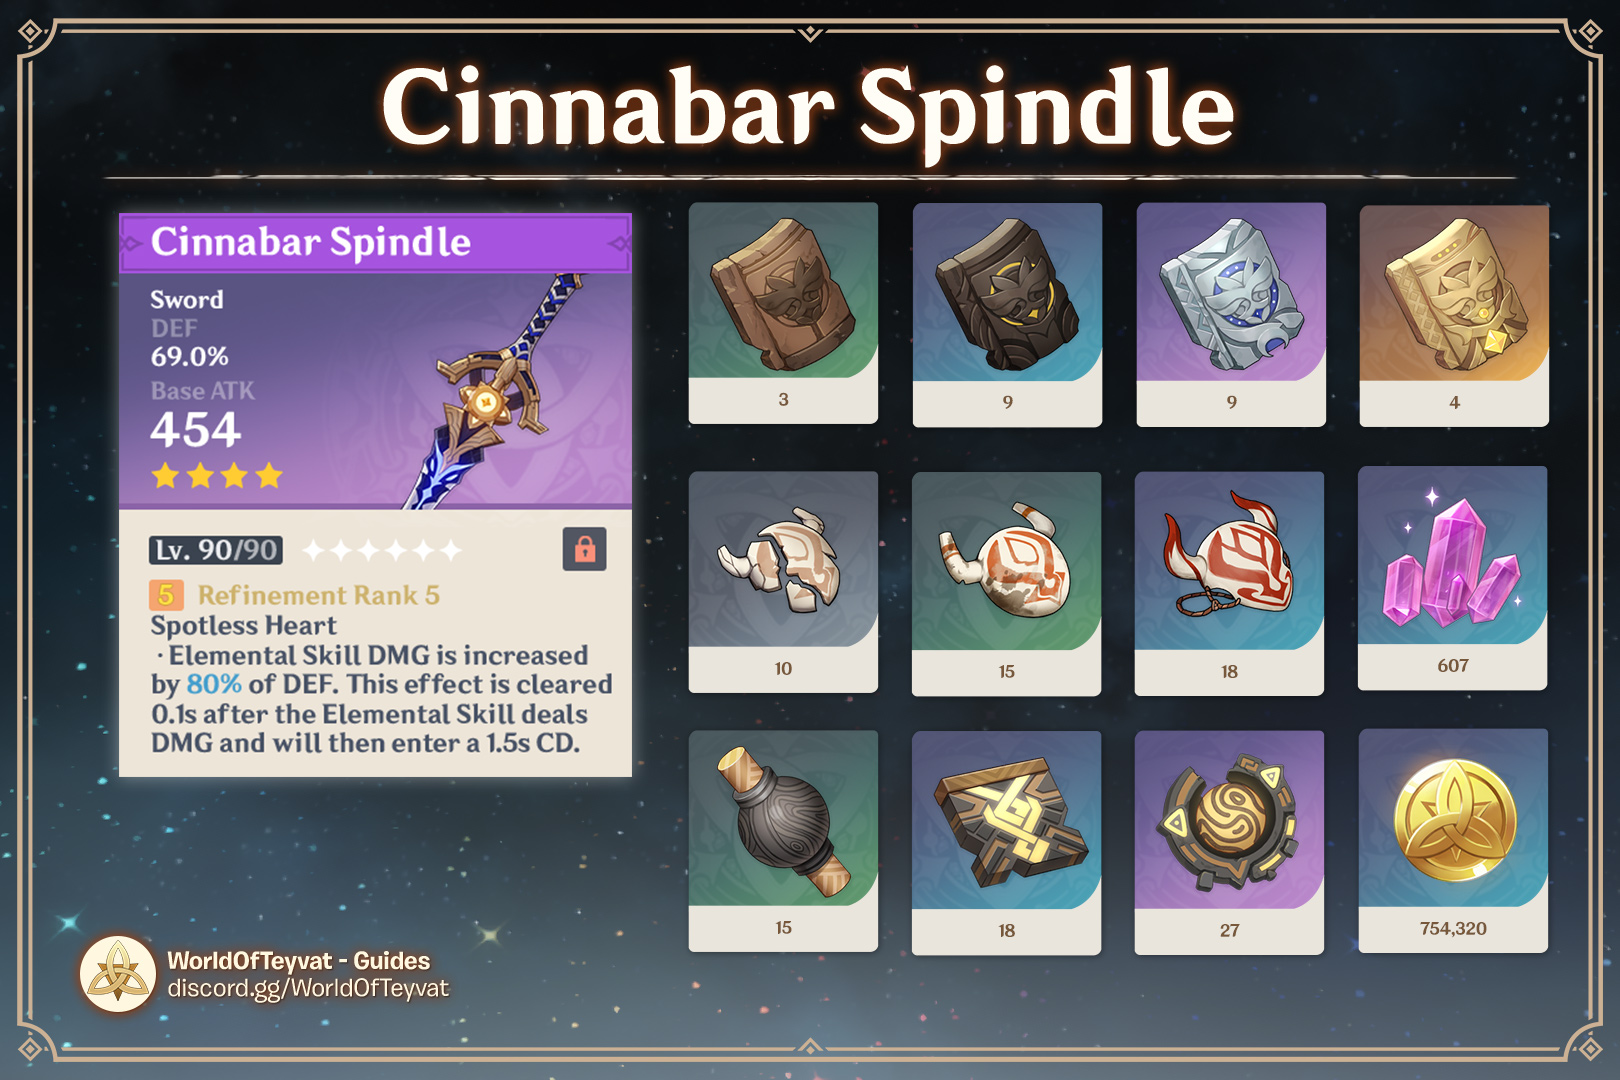 Cinnabar Spindle
Cinnabar Spindle
Sword
DEF
69.0%
Base ATK
454
Lv. 90/90
5 Refinement Rank 5
Spotless Heart
· Elemental Skill DMG is increased
by 80% of DEF. This effect is cleared
0.1s after the Elemental Skill deals
DMG and will then enter a 1.5s CD.
3
9
9
4
10
15
18
607
15
18
27
754,320
WorldOfTeyvat - Guides
discord.gg/WorldOfTeyvat